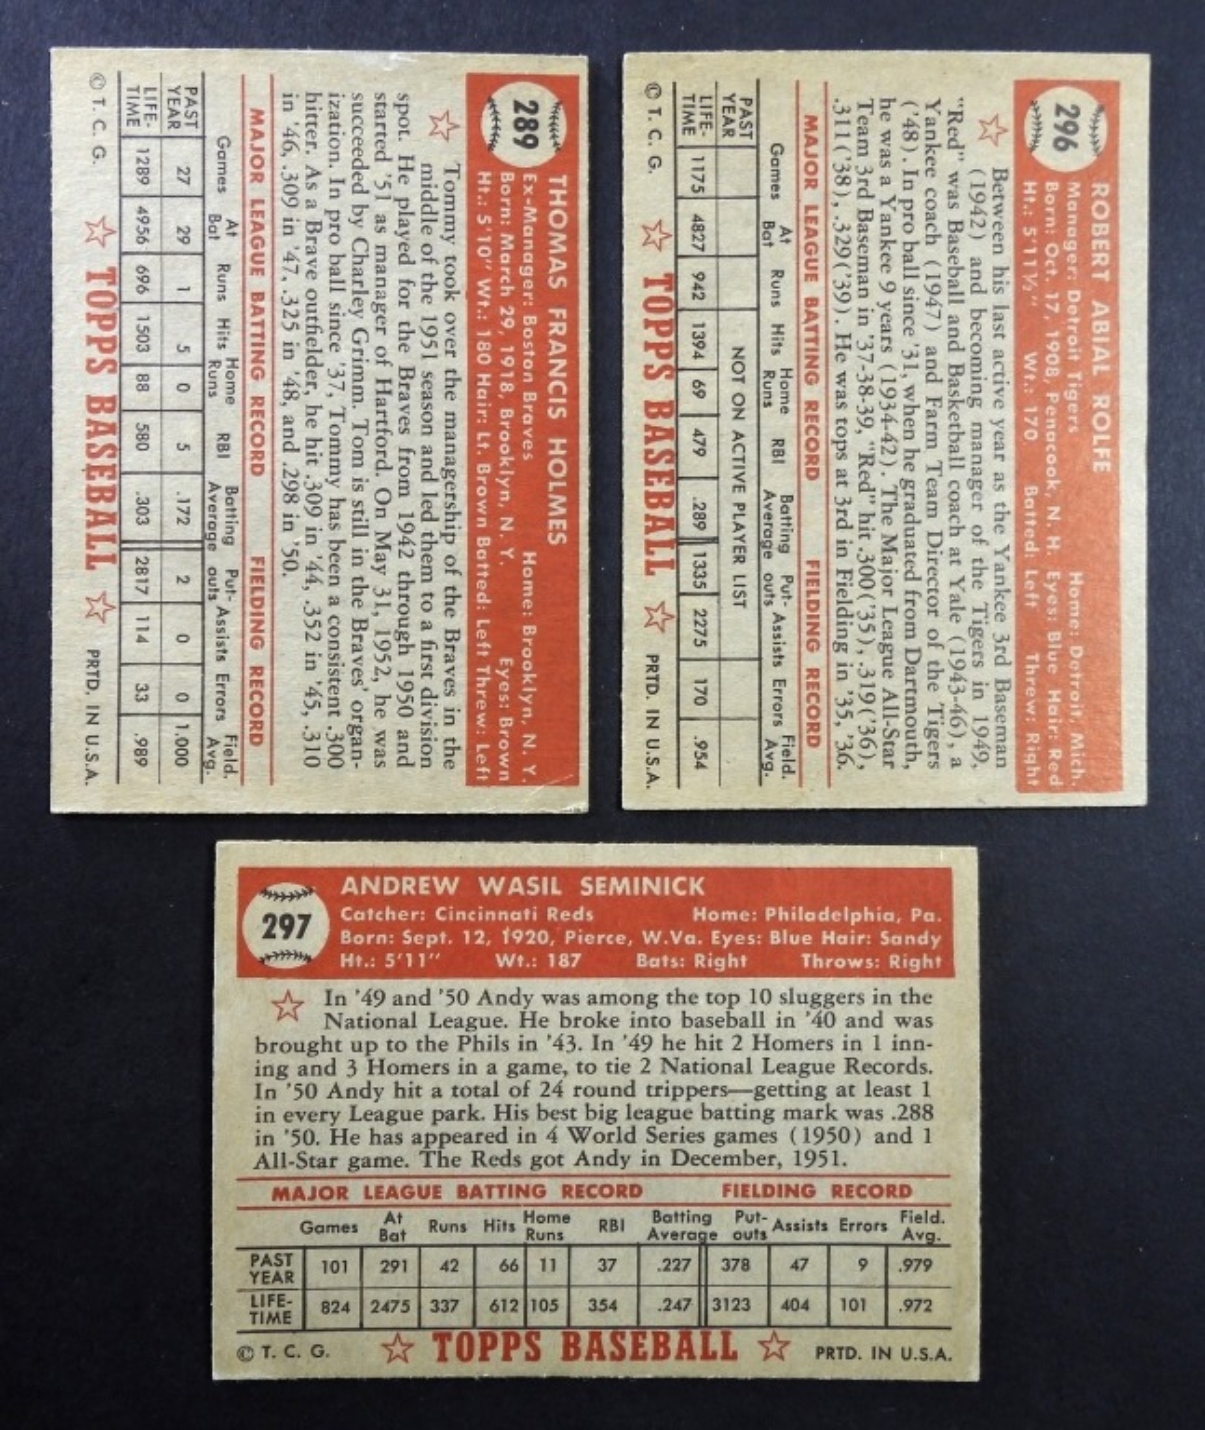 289
THOMAS FRANCIS HOLMES
Ex-Manager: Boston Braves Home: Brooklyn, N. Y.
Born: March 29, 1918, Brooklyn, N. Y. Eyes: Brown
Ht.: 5'10" Wt.: 180 Hair: Lt. Brown Batted: Left Threw: Left
Tommy took over the managership of the Braves in the
middle of the 1951 season and led them to a first division
spot. He played for the Braves from 1942 through 1950 and
started '51 as manager of Hartford. On May 31, 1952, he was
succeeded by Charley Grimm. Tom is still in the Braves' organ-
ization. In pro ball since '37, Tommy has been a consistent .300
hitter. As a Brave outfielder, he hit .309 in '44, .352 in '45, .310
in '46, .309 in '47, .325 in '48, and .298 in '50.
MAJOR LEAGUE BATTING RECORD FIELDING RECORD
Games At Bat Runs Hits Home Runs RBI Batting Average Put-outs Assists Errors Field. Avg.
PAST YEAR 27 29 1 5 0 5 .172 2 0 0 1.000
LIFE-TIME 1289 4956 696 1503 88 580 .303 2817 114 33 .989
© T. C. G. TOPPS BASEBALL PRTD. IN U.S.A.
296
ROBERT ABIAL ROLFE
Manager: Detroit Tigers Home: Detroit, Mich.
Born: Oct. 17, 1908, Penacook, N. H. Eyes: Blue Hair: Red
Ht.: 5'11½" Wt.: 170 Batted: Left Threw: Right
Between his last active year as the Yankee 3rd Baseman
(1942) and becoming manager of the Tigers in 1949,
"Red" was Baseball and Basketball coach at Yale (1943-46), a
Yankee coach (1947) and Farm Team Director of the Tigers
('48). In pro ball since '31, when he graduated from Dartmouth,
he was a Yankee 9 years (1934-42). The Major League All-Star
Team 3rd Baseman in '37-38-39, "Red" hit .300('35), .319('36),
.311('38), .329('39). He was tops at 3rd in Fielding in '35, '36.
MAJOR LEAGUE BATTING RECORD FIELDING RECORD
Games At Bat Runs Hits Home Runs RBI Batting Average Put-outs Assists Errors Field. Avg.
PAST YEAR NOT ON ACTIVE PLAYER LIST
LIFE-TIME 1175 4827 942 1394 69 479 .289 1335 2275 170 .954
© T. C. G. TOPPS BASEBALL PRTD. IN U.S.A.
297
ANDREW WASIL SEMINICK
Catcher: Cincinnati Reds Home: Philadelphia, Pa.
Born: Sept. 12, 1920, Pierce, W.Va. Eyes: Blue Hair: Sandy
Ht.: 5'11" Wt.: 187 Bats: Right Throws: Right
In '49 and '50 Andy was among the top 10 sluggers in the
National League. He broke into baseball in '40 and was
brought up to the Phils in '43. In '49 he hit 2 Homers in 1 inn-
ing and 3 Homers in a game, to tie 2 National League Records.
In '50 Andy hit a total of 24 round trippers—getting at least 1
in every League park. His best big league batting mark was .288
in '50. He has appeared in 4 World Series games (1950) and 1
All-Star game. The Reds got Andy in December, 1951.
MAJOR LEAGUE BATTING RECORD FIELDING RECORD
Games At Bat Runs Hits Home Runs RBI Batting Average Put-outs Assists Errors Field. Avg.
PAST YEAR 101 291 42 66 11 37 .227 378 47 9 .979
LIFE-TIME 824 2475 337 612 105 354 .247 3123 404 101 .972
© T. C. G. TOPPS BASEBALL PRTD. IN U.S.A.